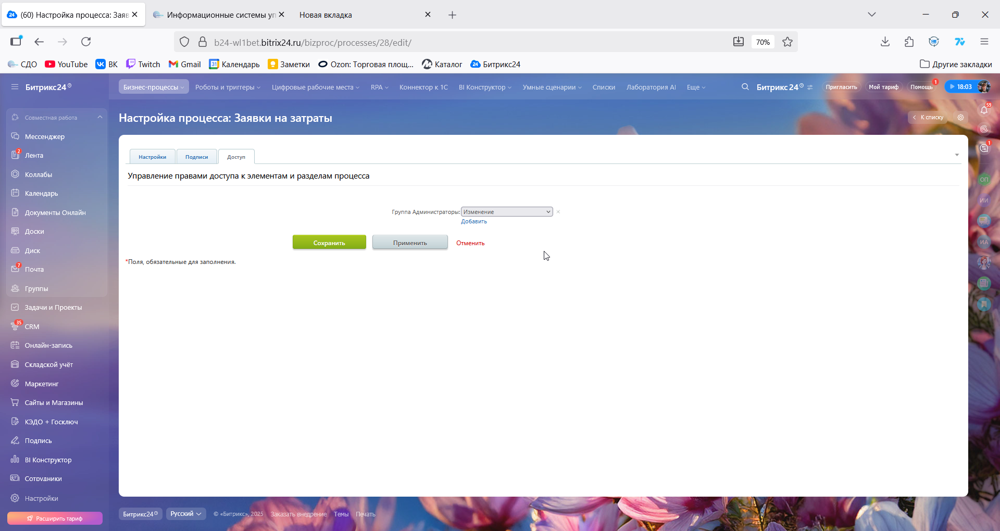 (60) Настройка процесса: Заяв
Информационные системы уп
Новая вкладка
b24-wl1bet.bitrix24.ru/bizproc/processes/28/edit/
70%
СДО
YouTube
ВК
Twitch
Gmail
Календарь
Заметки
Ozon: Торговая площ...
Каталог
Битрикс24
Другие закладки
Битрикс24
Бизнес-процессы
Роботы и триггеры
Цифровые рабочие места
RPA
Коннектор к 1С
BI Конструктор
Умные сценарии
Списки
Лаборатория AI
Еще
Битрикс 24
Пригласить
Мой тариф
Помощь
1
18:03
Совместная работа
Мессенджер
2
Лента
Коллабы
Календарь
Документы Онлайн
Доски
Диск
7
Почта
Группы
Задачи и Проекты
35
CRM
Онлайн-запись
Складской учёт
Маркетинг
Сайты и Магазины
КЭДО + Госключ
Подпись
BI Конструктор
Сотрудники
Настройки
Расширить тариф
Настройка процесса: Заявки на затраты
К списку
59
1
ОП
ИИ
ИА
Настройки
Подписи
Доступ
Управление правами доступа к элементам и разделам процесса
Группа Администраторы: Изменение
Добавить
Сохранить
Применить
Отменить
*Поля, обязательные для заполнения.
Битрикс24
Русский
© «Битрикс», 2025
Заказать внедрение
Темы
Печать